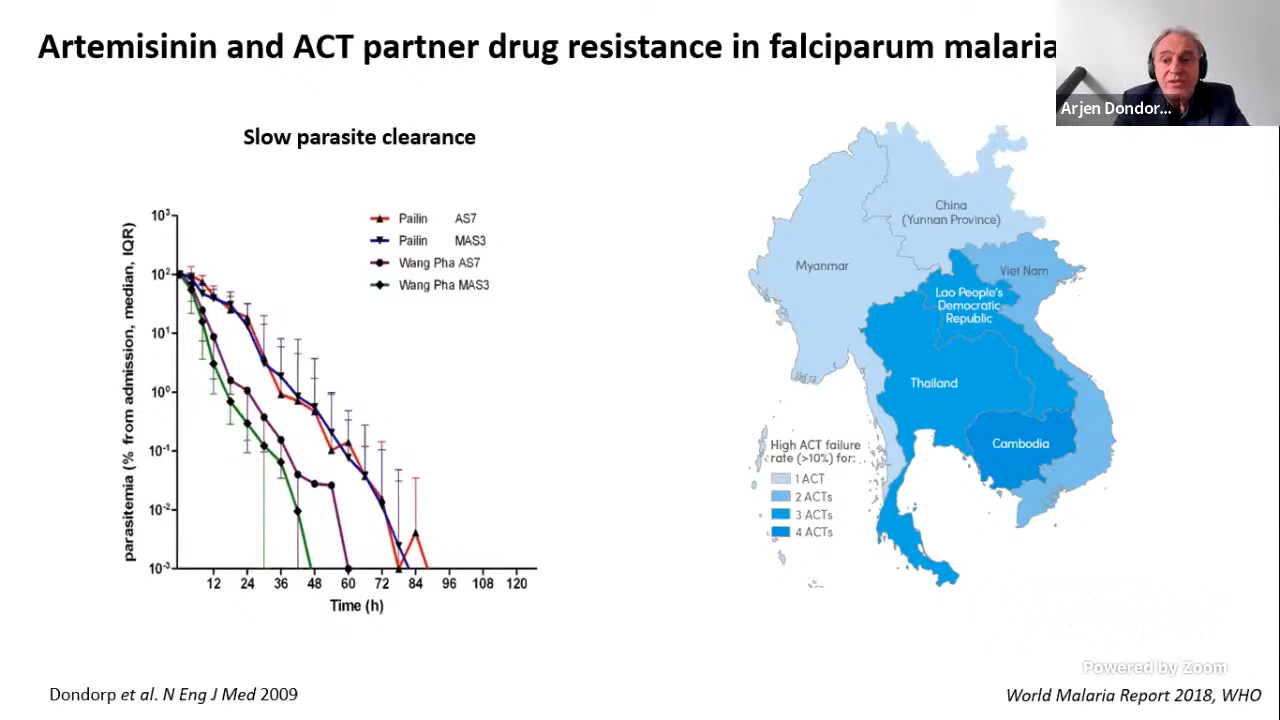 Artemisinin and ACT partner drug resistance in falciparum malaria
Arjen Dondor...
Slow parasite clearance
parasitemia (% from admission, median, IQR)
10³
10²
10¹
10⁰
10⁻¹
10⁻²
10⁻³
12 24 36 48 60 72 84 96 108 120
Time (h)
Pailin AS7
Pailin MAS3
Wang Pha AS7
Wang Pha MAS3
China
(Yunnan Province)
Myanmar
Viet Nam
Lao People's
Democratic
Republic
Thailand
Cambodia
High ACT failure
rate (>10%) for:
1 ACT
2 ACTs
3 ACTs
4 ACTs
Powered by Zoom
Dondorp et al. N Eng J Med 2009
World Malaria Report 2018, WHO